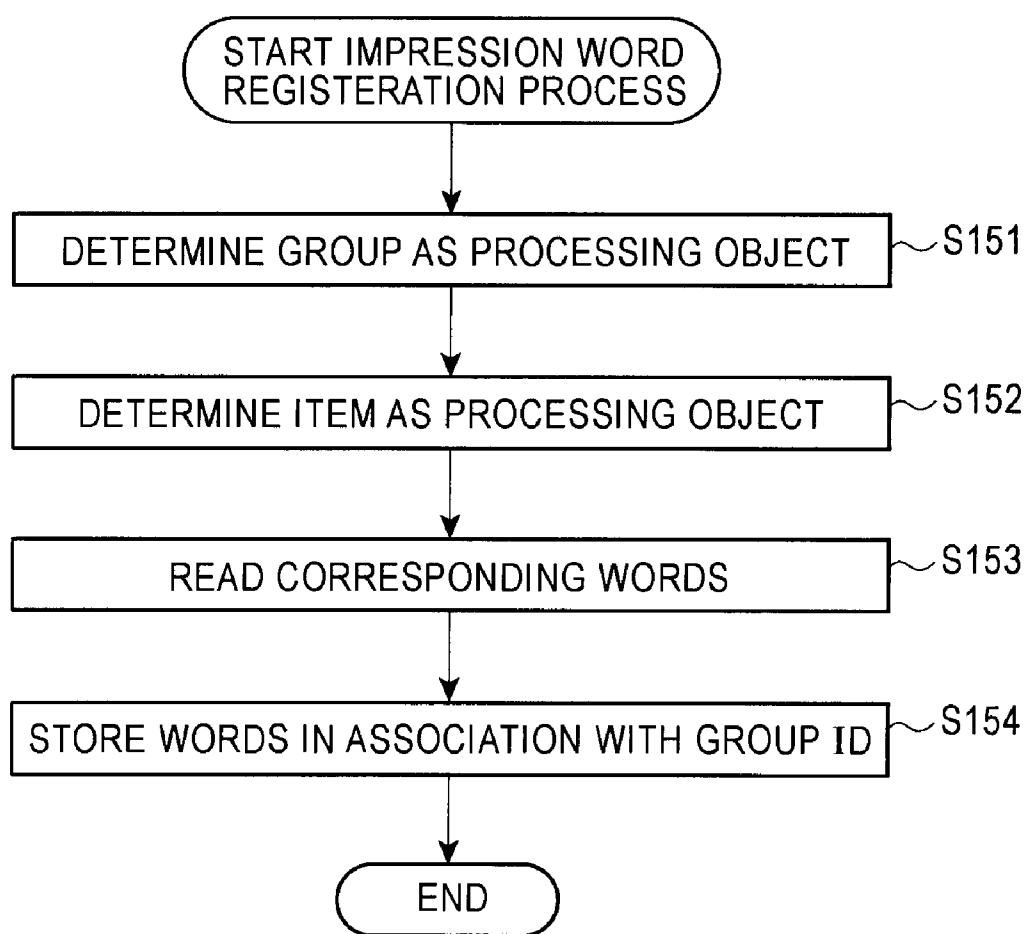 START IMPRESSION WORD
REGISTERATION PROCESS
DETERMINE GROUP AS PROCESSING OBJECT
S151
DETERMINE ITEM AS PROCESSING OBJECT
S152
READ CORRESPONDING WORDS
S153
STORE WORDS IN ASSOCIATION WITH GROUP ID
S154
END